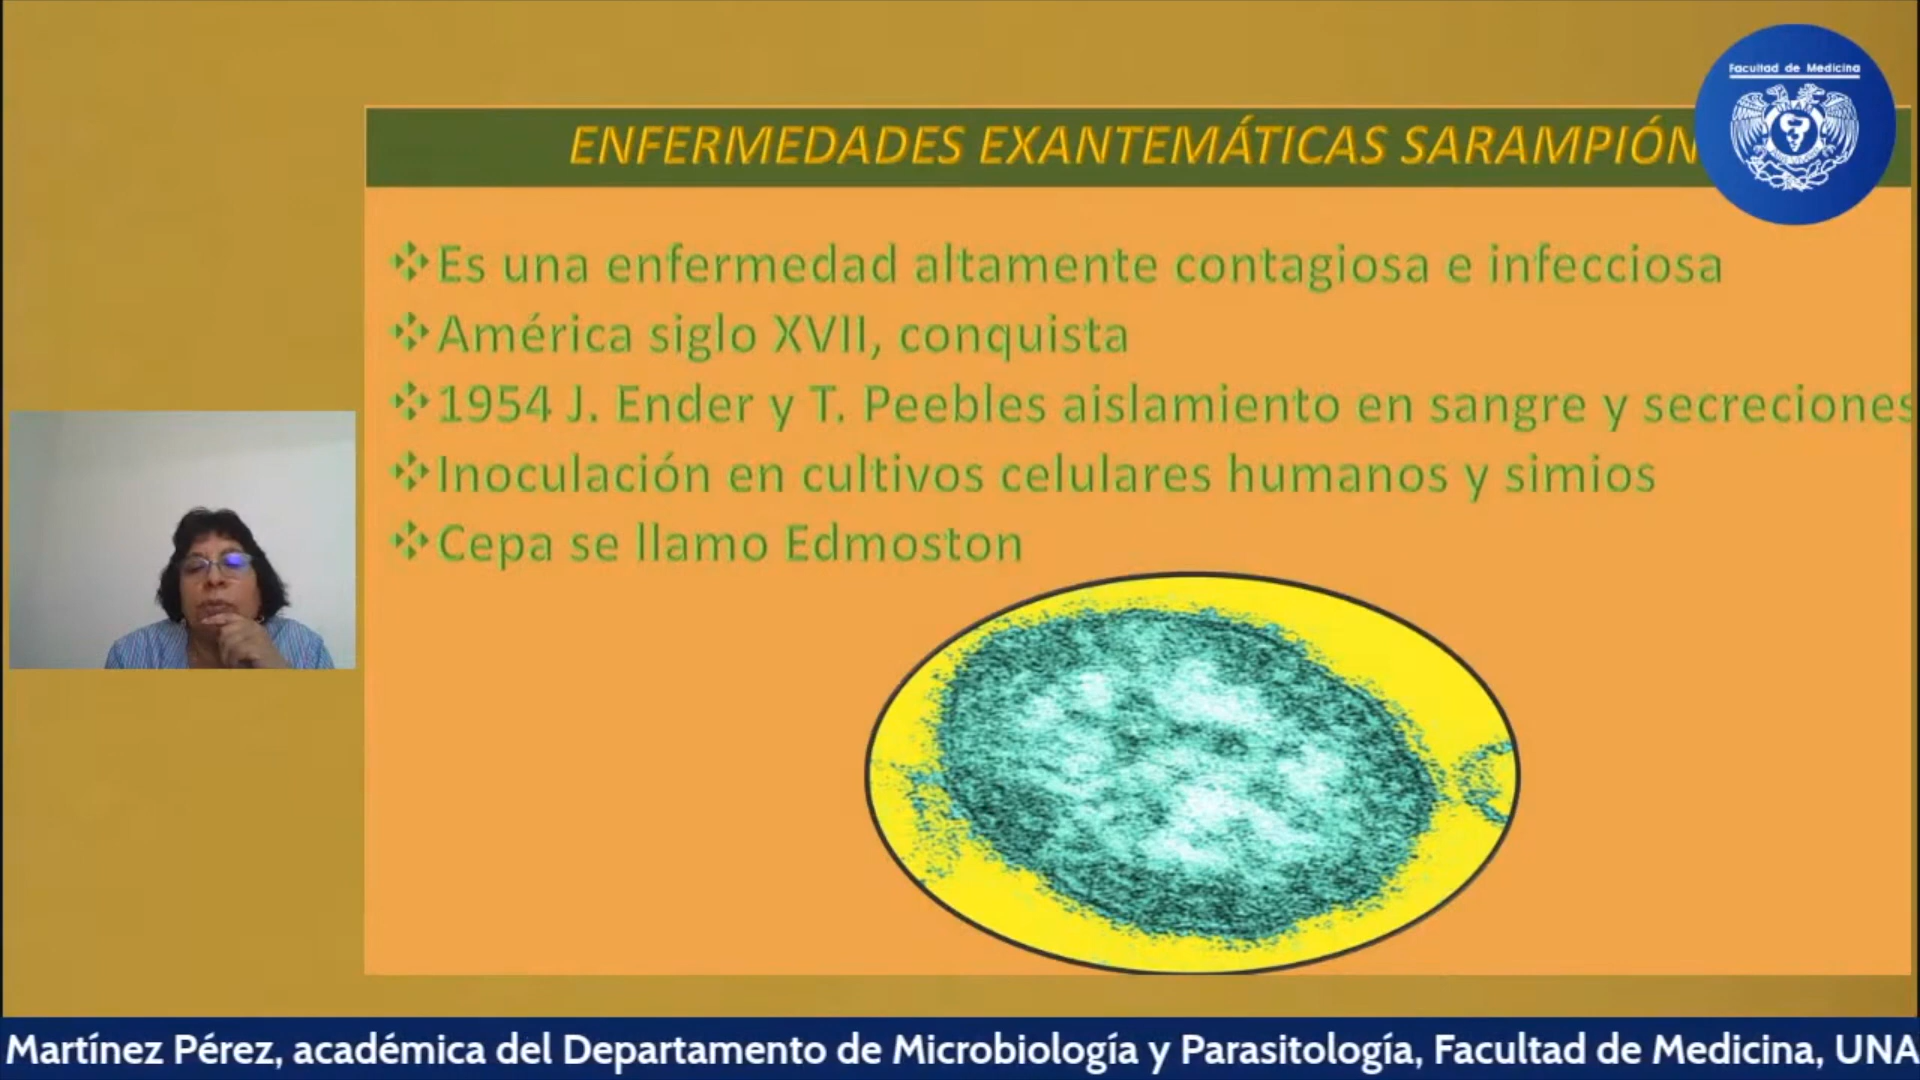 Facultad de Medicina
ENFERMEDADES EXANTEMÁTICAS SARAMPIÓN
Es una enfermedad altamente contagiosa e infecciosa
América siglo XVII, conquista
1954 J. Ender y T. Peebles aislamiento en sangre y secreciones
Inoculación en cultivos celulares humanos y simios
Cepa se llamo Edmoston
Martínez Pérez, académica del Departamento de Microbiología y Parasitología, Facultad de Medicina, UNA